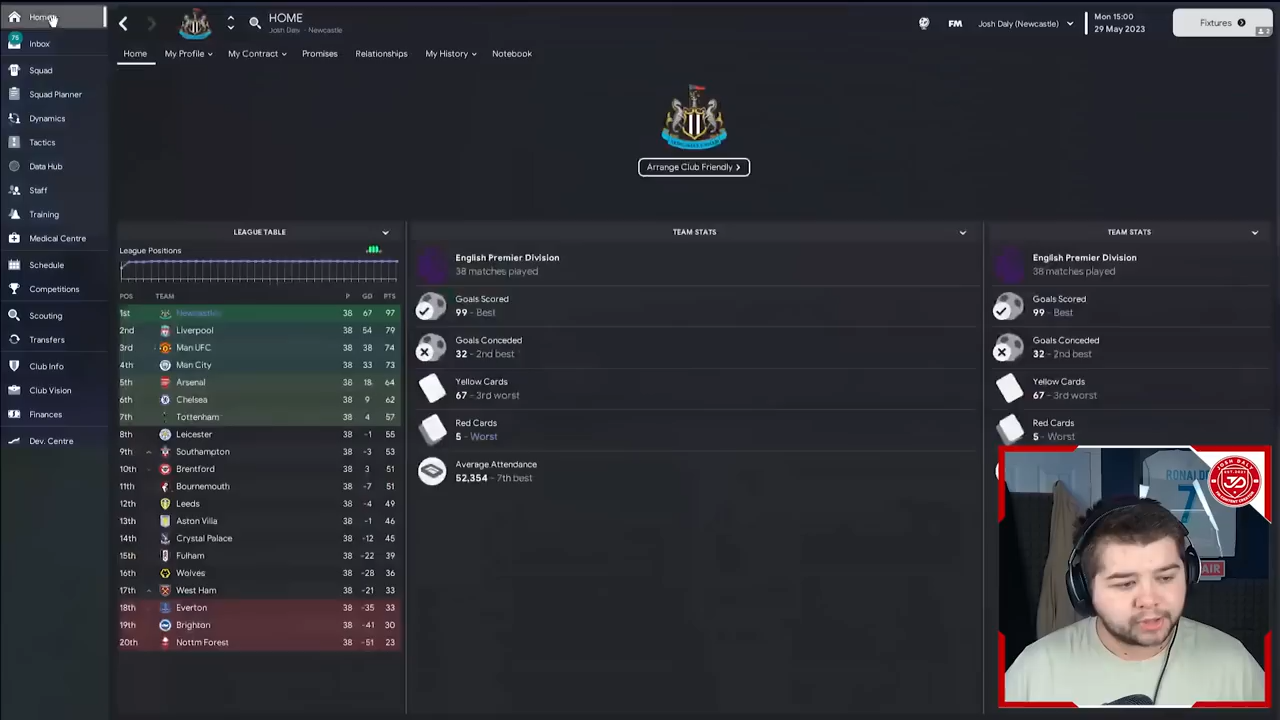 Home
75
Inbox
Squad
Squad Planner
Dynamics
Tactics
Data Hub
Staff
Training
Medical Centre
Schedule
Competitions
Scouting
Transfers
Club Info
Club Vision
Finances
Dev. Centre
HOME
Josh Daly - Newcastle
FM
Josh Daly (Newcastle)
Mon 15:00
29 May 2023
Fixtures
2
Home
My Profile
My Contract
Promises
Relationships
My History
Notebook
Arrange Club Friendly
LEAGUE TABLE
League Positions
POS TEAM P GD PTS
1st Newcastle 38 67 97
2nd Liverpool 38 54 79
3rd Man UFC 38 38 74
4th Man City 38 33 73
5th Arsenal 38 18 64
6th Chelsea 38 9 62
7th Tottenham 38 4 57
8th Leicester 38 -1 55
9th Southampton 38 -3 53
10th Brentford 38 3 51
11th Bournemouth 38 -7 51
12th Leeds 38 -4 49
13th Aston Villa 38 -1 46
14th Crystal Palace 38 -12 45
15th Fulham 38 -22 39
16th Wolves 38 -28 36
17th West Ham 38 -21 33
18th Everton 38 -35 33
19th Brighton 38 -41 30
20th Nottm Forest 38 -51 23
TEAM STATS
English Premier Division
38 matches played
Goals Scored
99 - Best
Goals Conceded
32 - 2nd best
Yellow Cards
67 - 3rd worst
Red Cards
5 - Worst
Average Attendance
52,354 - 7th best
TEAM STATS
English Premier Division
38 matches played
Goals Scored
99 - Best
Goals Conceded
32 - 2nd best
Yellow Cards
67 - 3rd worst
Red Cards
5 - Worst
RONALDO
7
JOSH DALY
JD
AIR